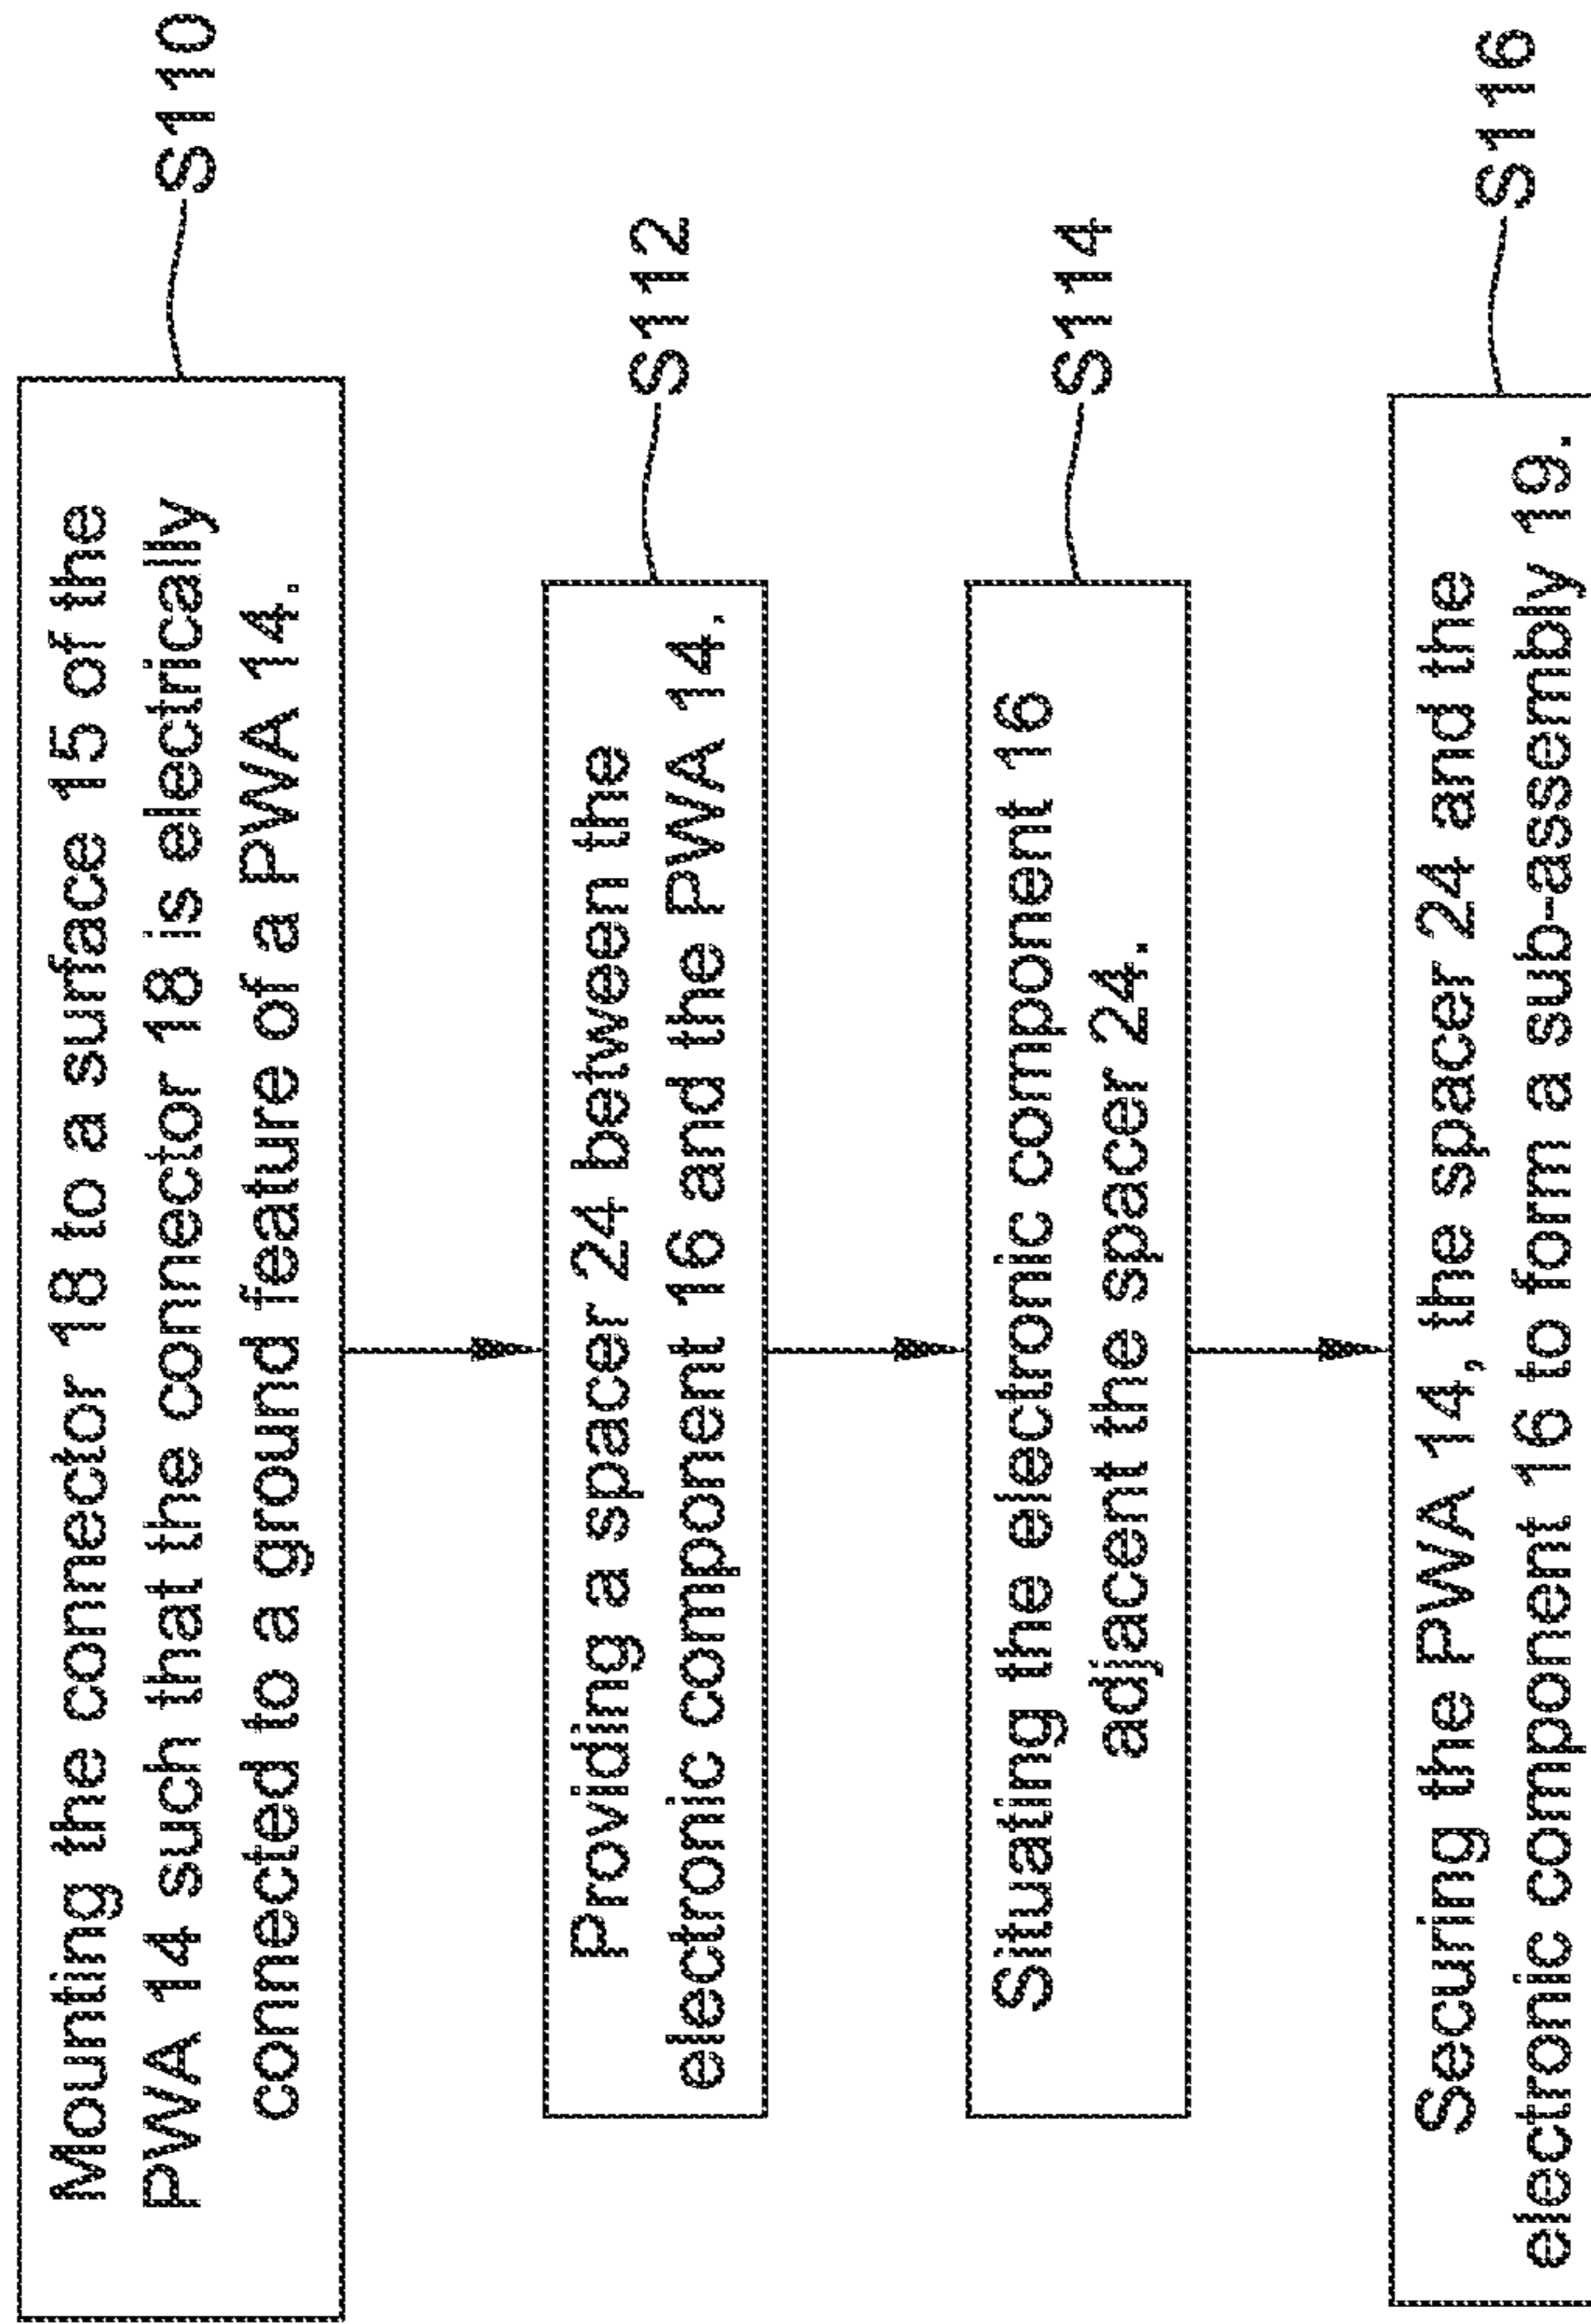 Mounting the connector 18 to a surface 15 of the
PWA 14 such that the connector 18 is electrically
connected to a ground feature of a PWA 14.
S110
Providing a spacer 24 between the
electronic component 16 and the PWA 14.
S112
Situating the electronic component 16
adjacent the spacer 24.
S114
Securing the PWA 14, the spacer 24 and the
electronic component 16 to form a sub-assembly 19.
S116